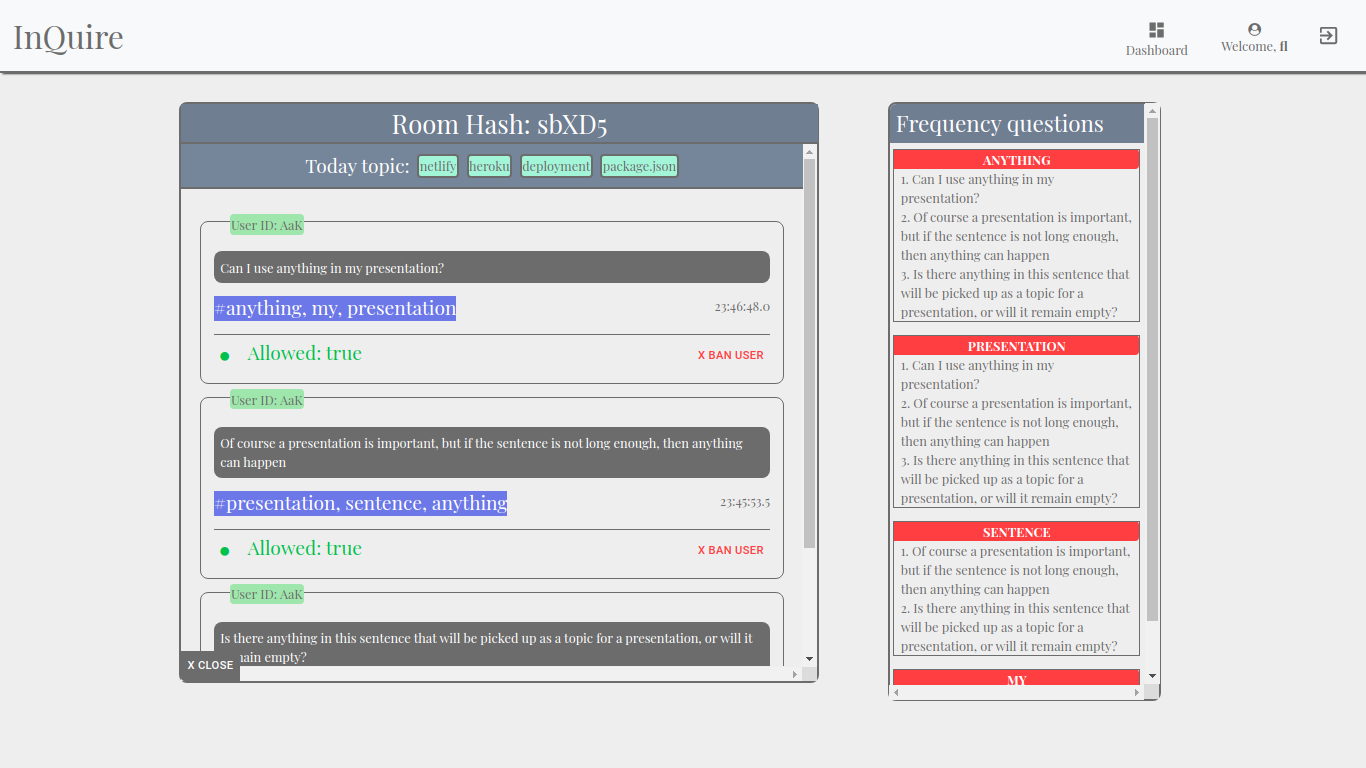 InQuire
Dashboard
Welcome, fl
Room Hash: sbXD5
Today topic: netlify heroku deployment package.json
User ID: AaK
Can I use anything in my presentation?
#anything, my, presentation
23:46:48.0
Allowed: true
X BAN USER
User ID: AaK
Of course a presentation is important, but if the sentence is not long enough, then anything
can happen
#presentation, sentence, anything
23:45:53.5
Allowed: true
X BAN USER
User ID: AaK
Is there anything in this sentence that will be picked up as a topic for a presentation, or will it
empty?
X CLOSE
Frequency questions
ANYTHING
1. Can I use anything in my
presentation?
2. Of course a presentation is important,
but if the sentence is not long enough,
then anything can happen
3. Is there anything in this sentence that
will be picked up as a topic for a
presentation, or will it remain empty?
PRESENTATION
1. Can I use anything in my
presentation?
2. Of course a presentation is important,
but if the sentence is not long enough,
then anything can happen
3. Is there anything in this sentence that
will be picked up as a topic for a
presentation, or will it remain empty?
SENTENCE
1. Of course a presentation is important,
but if the sentence is not long enough,
then anything can happen
2. Is there anything in this sentence that
will be picked up as a topic for a
presentation, or will it remain empty?
MY